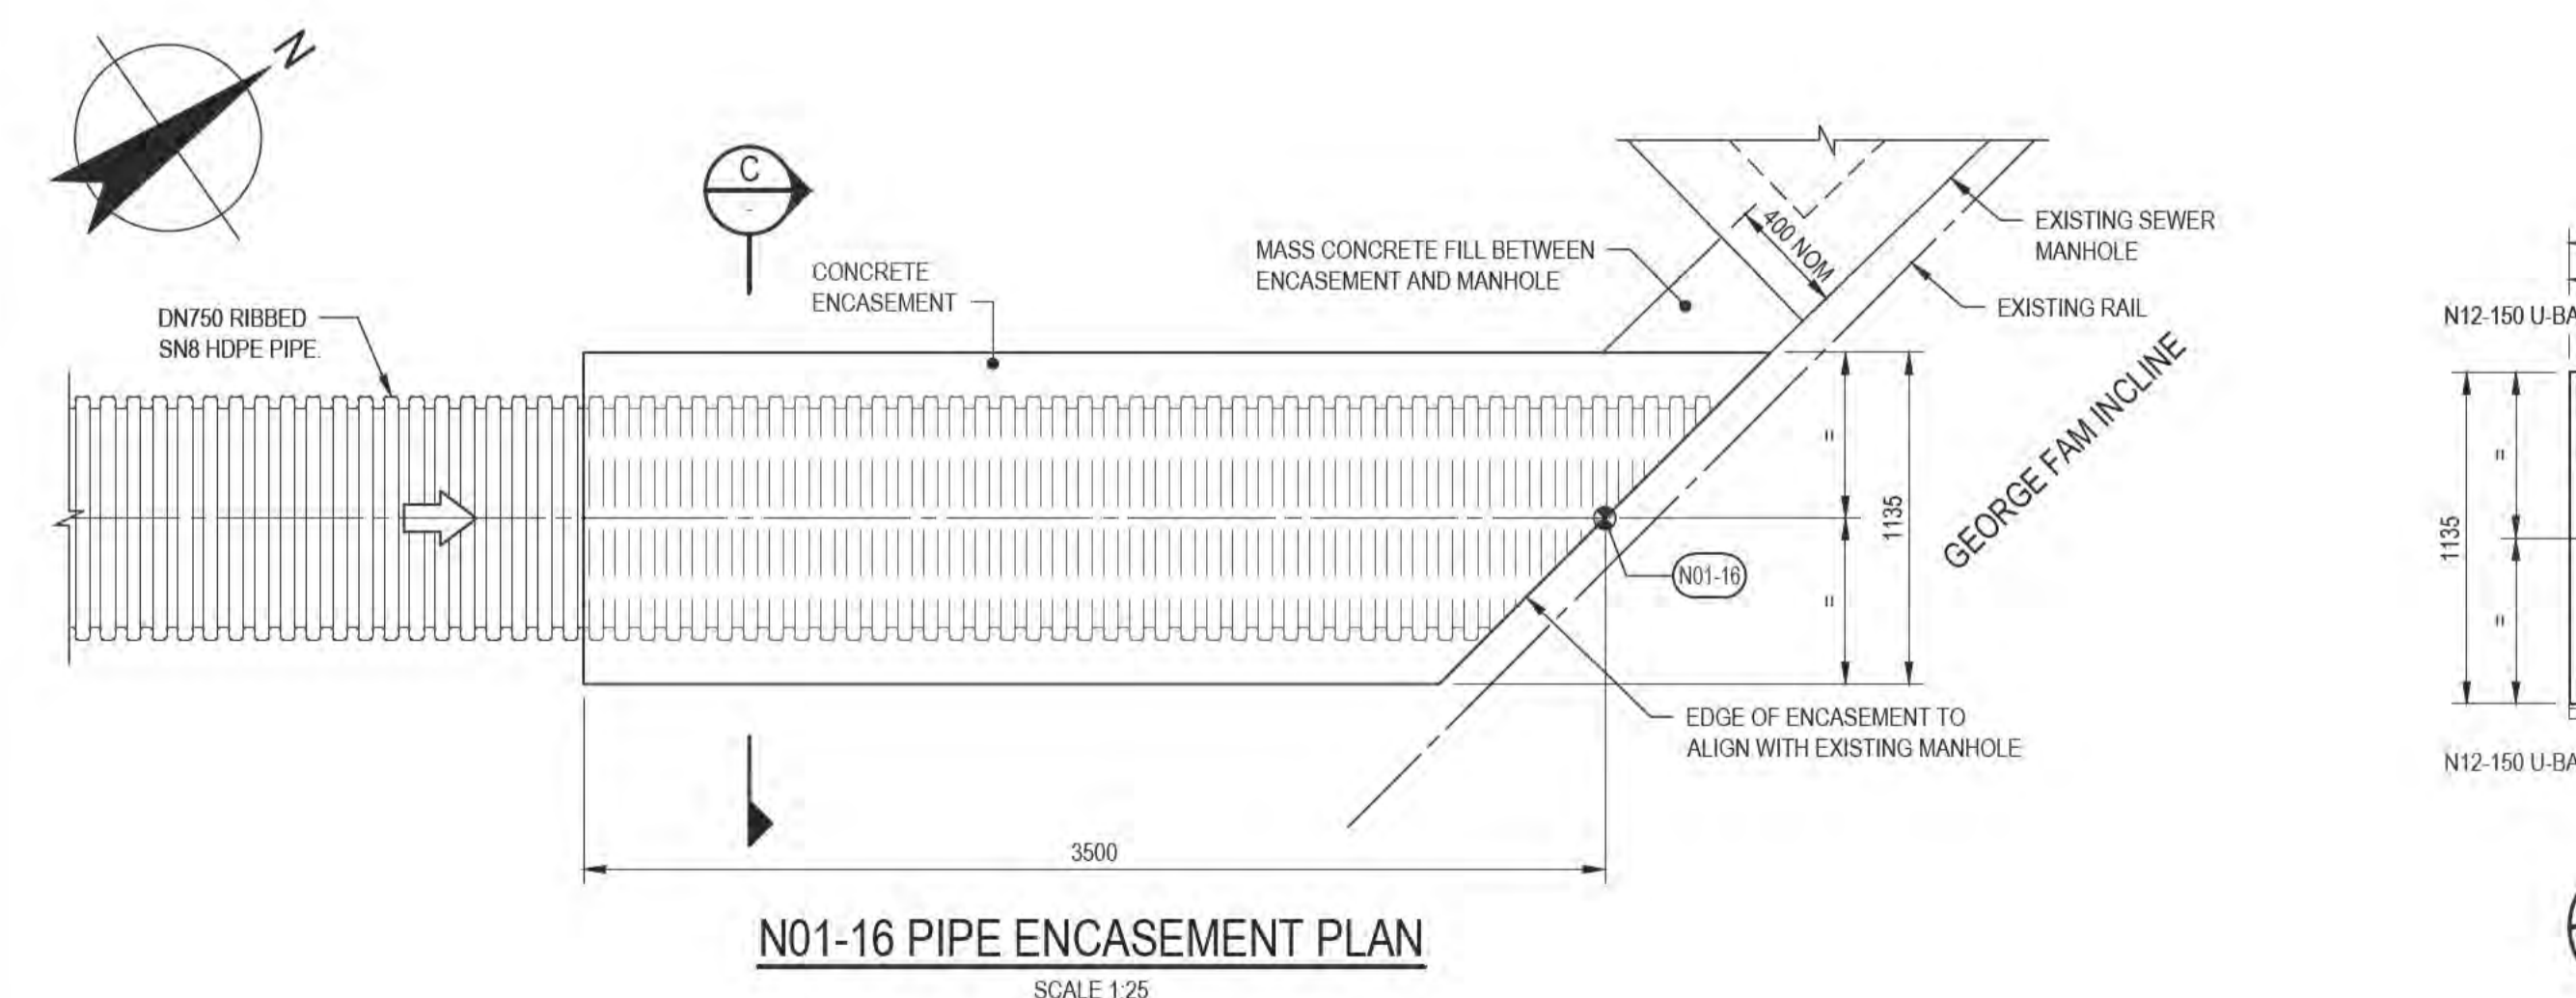 N
C
-
CONCRETE
ENCASEMENT
DN750 RIBBED
SN8 HDPE PIPE.
MASS CONCRETE FILL BETWEEN
ENCASEMENT AND MANHOLE
400 NOM
EXISTING SEWER
MANHOLE
EXISTING RAIL
GEORGE FAM INCLINE
=
=
1135
N01-16
EDGE OF ENCASEMENT TO
ALIGN WITH EXISTING MANHOLE
3500
N01-16 PIPE ENCASEMENT PLAN
SCALE 1:25
N12-150 U-BA
=
=
1135
N12-150 U-BA